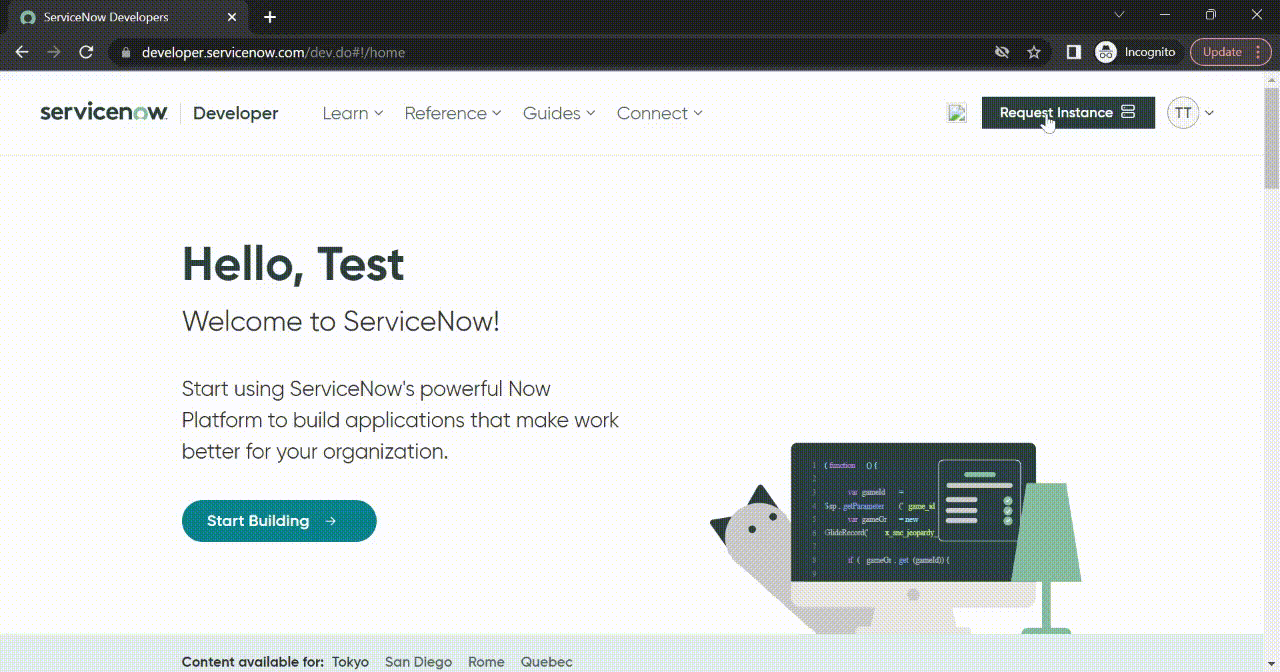 ServiceNow Developers
developer.servicenow.com/dev.do#!/home
Incognito
Update
servicenow
Developer
Learn
Reference
Guides
Connect
Request Instance
TT
Hello, Test
Welcome to ServiceNow!
Start using ServiceNow's powerful Now
Platform to build applications that make work
better for your organization.
Start Building
1 ( function () {
2
3 var gameId =
4 $sp . getParameter ( game_id
5 var gameGr = new
6 GlideRecord( x_snc_jeopardy_
7
8 if ( gameGr . get (gameId)) {
9
Content available for: Tokyo San Diego Rome Quebec